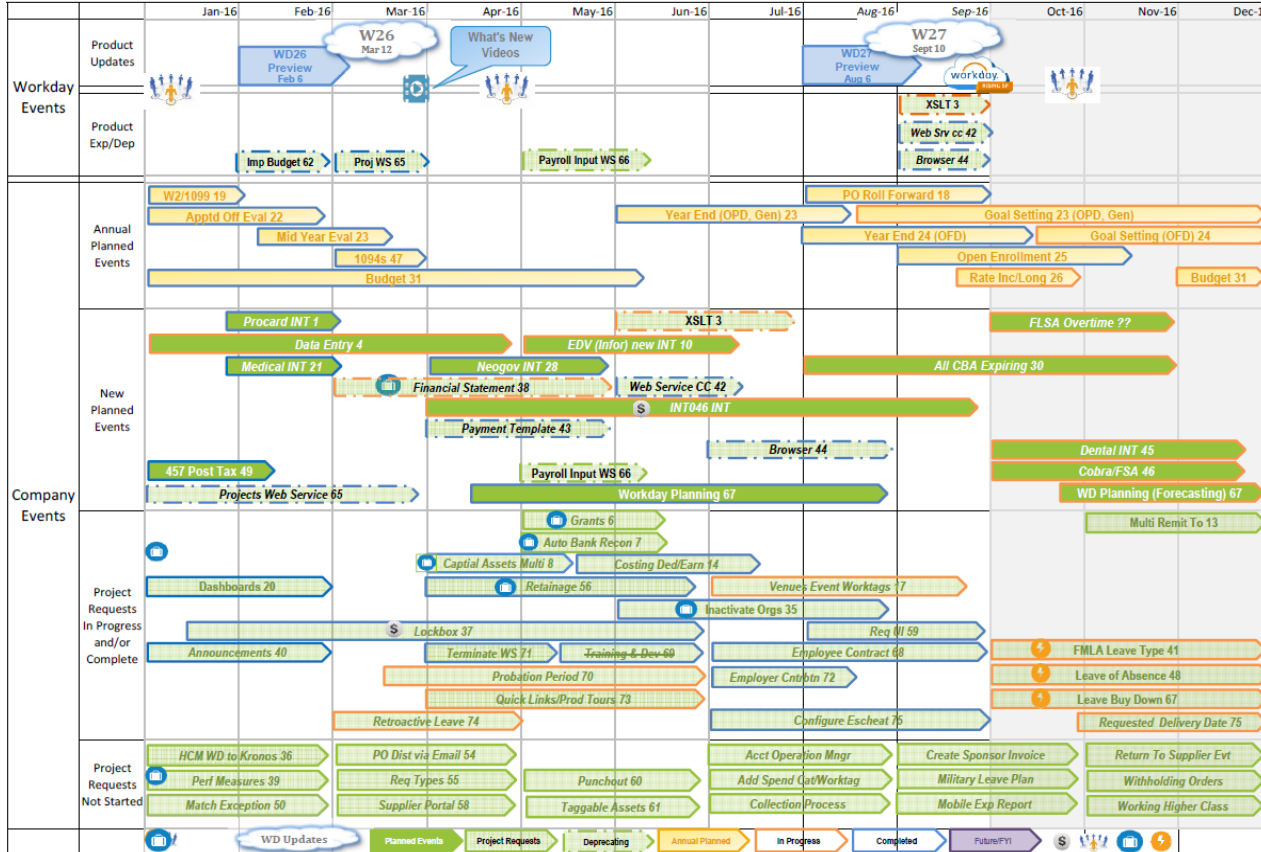 Jan-16 Feb-16 Mar-16 Apr-16 May-16 Jun-16 Jul-16 Aug-16 Sep-16 Oct-16 Nov-16 Dec-1
Workday
Events
Product
Updates
WD26
Preview
Feb 6
W26
Mar 12
What's New
Videos
WD27
Preview
Aug 6
W27
Sept 10
workday.
RISING
Product
Exp/Dep
XSLT 3
Web Srv cc 42
Imp Budget 62
Proj WS 65
Payroll Input WS 66
Browser 44
Company
Events
Annual
Planned
Events
W2/1099 19
PO Roll Forward 18
Apptd Off Eval 22
Year End (OPD, Gen) 23
Goal Setting 23 (OPD, Gen)
Mid Year Eval 23
Year End 24 (OFD)
Goal Setting (OFD) 24
1094s 47
Open Enrollment 25
Budget 31
Rate Inc/Long 26
Budget 31
New
Planned
Events
Procard INT 1
XSLT 3
FLSA Overtime ??
Data Entry 4
EDV (Infor) new INT 10
Medical INT 21
Neogov INT 28
All CBA Expiring 30
Financial Statement 38
Web Service CC 42
$
INT046 INT
Payment Template 43
Browser 44
Dental INT 45
457 Post Tax 49
Payroll Input WS 66
Cobra/FSA 46
Projects Web Service 65
Workday Planning 67
WD Planning (Forecasting) 67
Project
Requests
In Progress
and/or
Complete
Grants 6
Multi Remit To 13
Auto Bank Recon 7
Captial Assets Multi 8
Costing Ded/Earn 14
Dashboards 20
Retainage 56
Venues Event Worktags 17
Inactivate Orgs 35
$
Lockbox 37
Req UI 59
Announcements 40
Terminate WS 71
Training & Dev 69
Employee Contract 68
FMLA Leave Type 41
Probation Period 70
Employer Cntrbtn 72
Leave of Absence 48
Quick Links/Prod Tours 73
Leave Buy Down 67
Retroactive Leave 74
Configure Escheat 75
Requested Delivery Date 75
Project
Requests
Not Started
HCM WD to Kronos 36
PO Dist via Email 54
Acct Operation Mngr
Create Sponsor Invoice
Return To Supplier Evt
Perf Measures 39
Req Types 55
Punchout 60
Add Spend Cat/Worktag
Military Leave Plan
Withholding Orders
Match Exception 50
Supplier Portal 58
Taggable Assets 61
Collection Process
Mobile Exp Report
Working Higher Class
WD Updates
Planned Events
Project Requests
Deprecating
Annual Planned
In Progress
Completed
Future/FYI
$